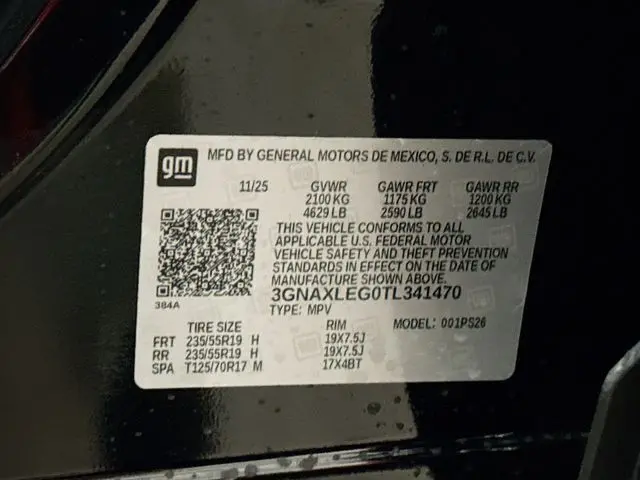 gm MFD BY GENERAL MOTORS DE MEXICO, S. DE R.L. DE C.V.
11/25 GVWR GAWR FRT GAWR RR
2100 KG 1175 KG 1200 KG
4629 LB 2590 LB 2645 LB
THIS VEHICLE CONFORMS TO ALL
APPLICABLE U.S. FEDERAL MOTOR
VEHICLE SAFETY AND THEFT PREVENTION
STANDARDS IN EFFECT ON THE DATE OF
MANUFACTURE SHOWN ABOVE.
384A 3GNAXLEG0TL341470
TYPE: MPV
TIRE SIZE RIM MODEL: 001PS26
FRT 235/55R19 H 19X7.5J
RR 235/55R19 H 19X7.5J
SPA T125/70R17 M 17X4BT